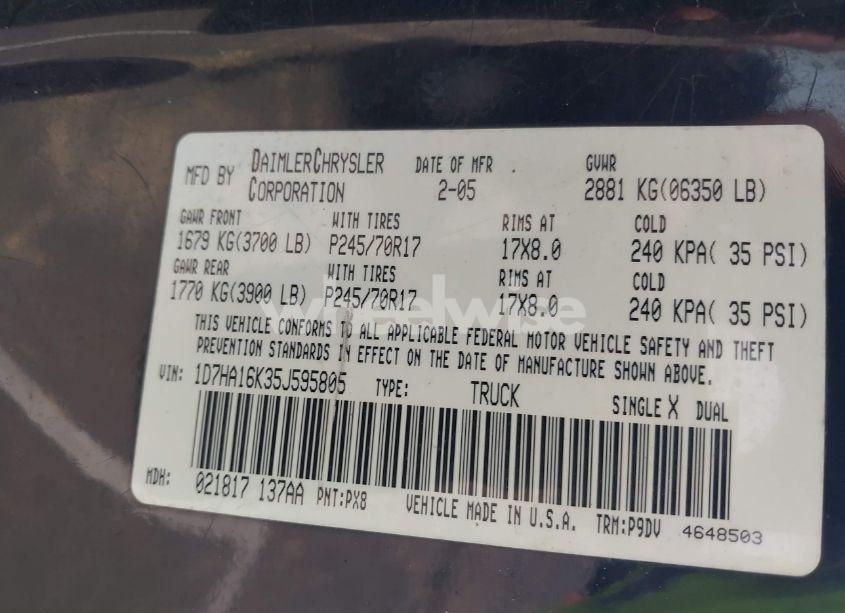 MFD BY DAIMLERCHRYSLER CORPORATION DATE OF MFR . 2-05 GVWR 2881 KG(06350 LB)
GAWR FRONT WITH TIRES RIMS AT COLD
1679 KG(3700 LB) P245/70R17 17X8.0 240 KPA( 35 PSI)
GAWR REAR WITH TIRES RIMS AT COLD
1770 KG(3900 LB) P245/70R17 17X8.0 240 KPA( 35 PSI)
wheelwise
THIS VEHICLE CONFORMS TO ALL APPLICABLE FEDERAL MOTOR VEHICLE SAFETY AND THEFT
PREVENTION STANDARDS IN EFFECT ON THE DATE OF MANUFACTURE SHOWN ABOVE.
VIN: 1D7HA16K35J595805 TYPE: TRUCK SINGLE X DUAL
MDH: 021817 137AA PNT:PX8 VEHICLE MADE IN U.S.A. TRM:P9DV 4648503